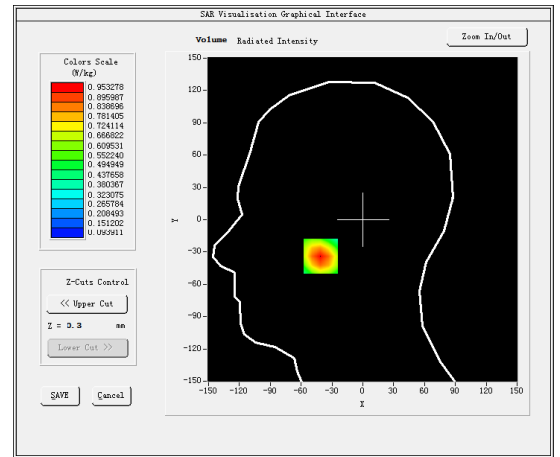 SAR Visualisation Graphical Interface
Volume Radiated Intensity
Zoom In/Out
Colors Scale
(W/kg)
0.953278
0.895987
0.838696
0.781405
0.724114
0.666822
0.609531
0.552240
0.494949
0.437658
0.380367
0.323075
0.265784
0.208493
0.151202
0.093911
Z-Cuts Control
<< Upper Cut
Z = 0.3 mm
Lower Cut >>
SAVE Cancel
150
120
90
60
30
0
-30
-60
-90
-120
-150
Y
-150 -120 -90 -60 -30 0 30 60 90 120 150
X